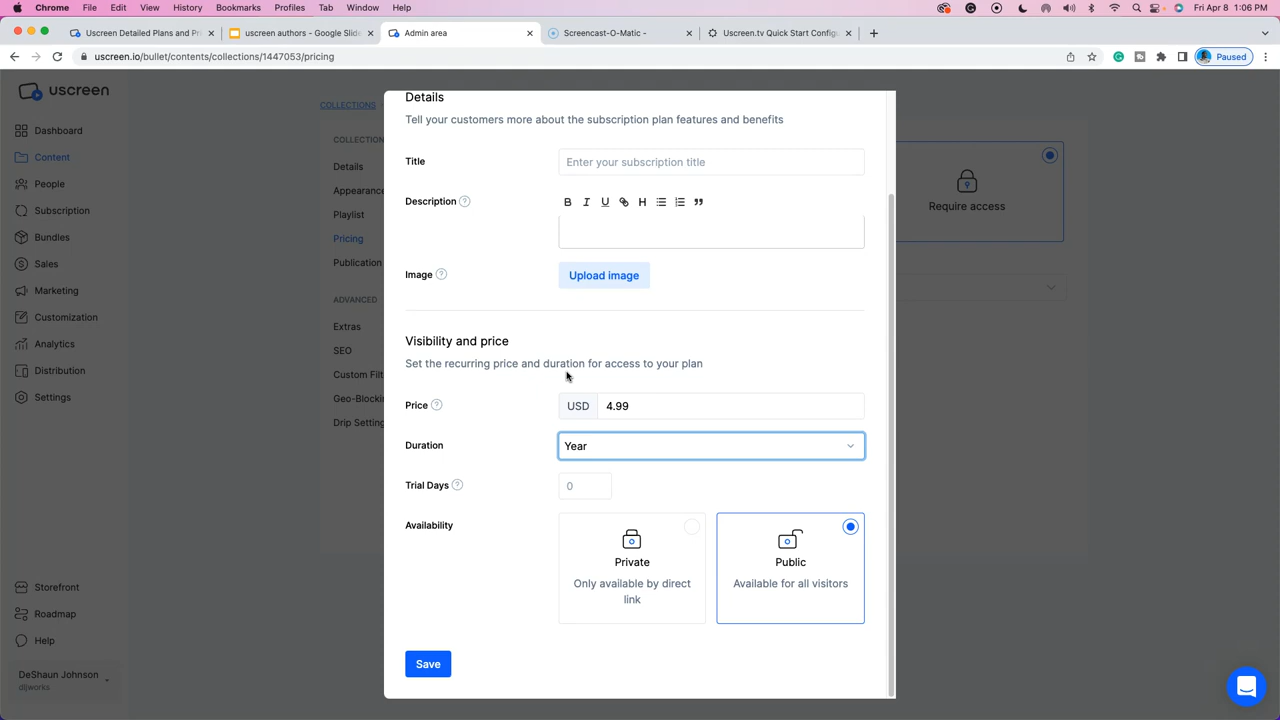 Chrome File Edit View History Bookmarks Profiles Tab Window Help Fri Apr 8 1:06 PM
Uscreen Detailed Plans and Pri uscreen authors - Google Slide Admin area Screencast-O-Matic - Uscreen.tv Quick Start Configu
uscreen.io/bullet/contents/collections/1447053/pricing Paused
uscreen
Dashboard
Content
People
Subscription
Bundles
Sales
Marketing
Customization
Analytics
Distribution
Settings
Storefront
Roadmap
Help
DeShaun Johnson
dljworks
COLLECTIONS
COLLECTION
Details
Appearance
Playlist
Pricing
Publication
ADVANCED
Extras
SEO
Custom Filt
Geo-Blockin
Drip Setting
Require access
Details
Tell your customers more about the subscription plan features and benefits
Title Enter your subscription title
Description ? B I U H
Image ? Upload image
Visibility and price
Set the recurring price and duration for access to your plan
Price ? USD 4.99
Duration Year
Trial Days ? 0
Availability
Private
Only available by direct
link
Public
Available for all visitors
Save